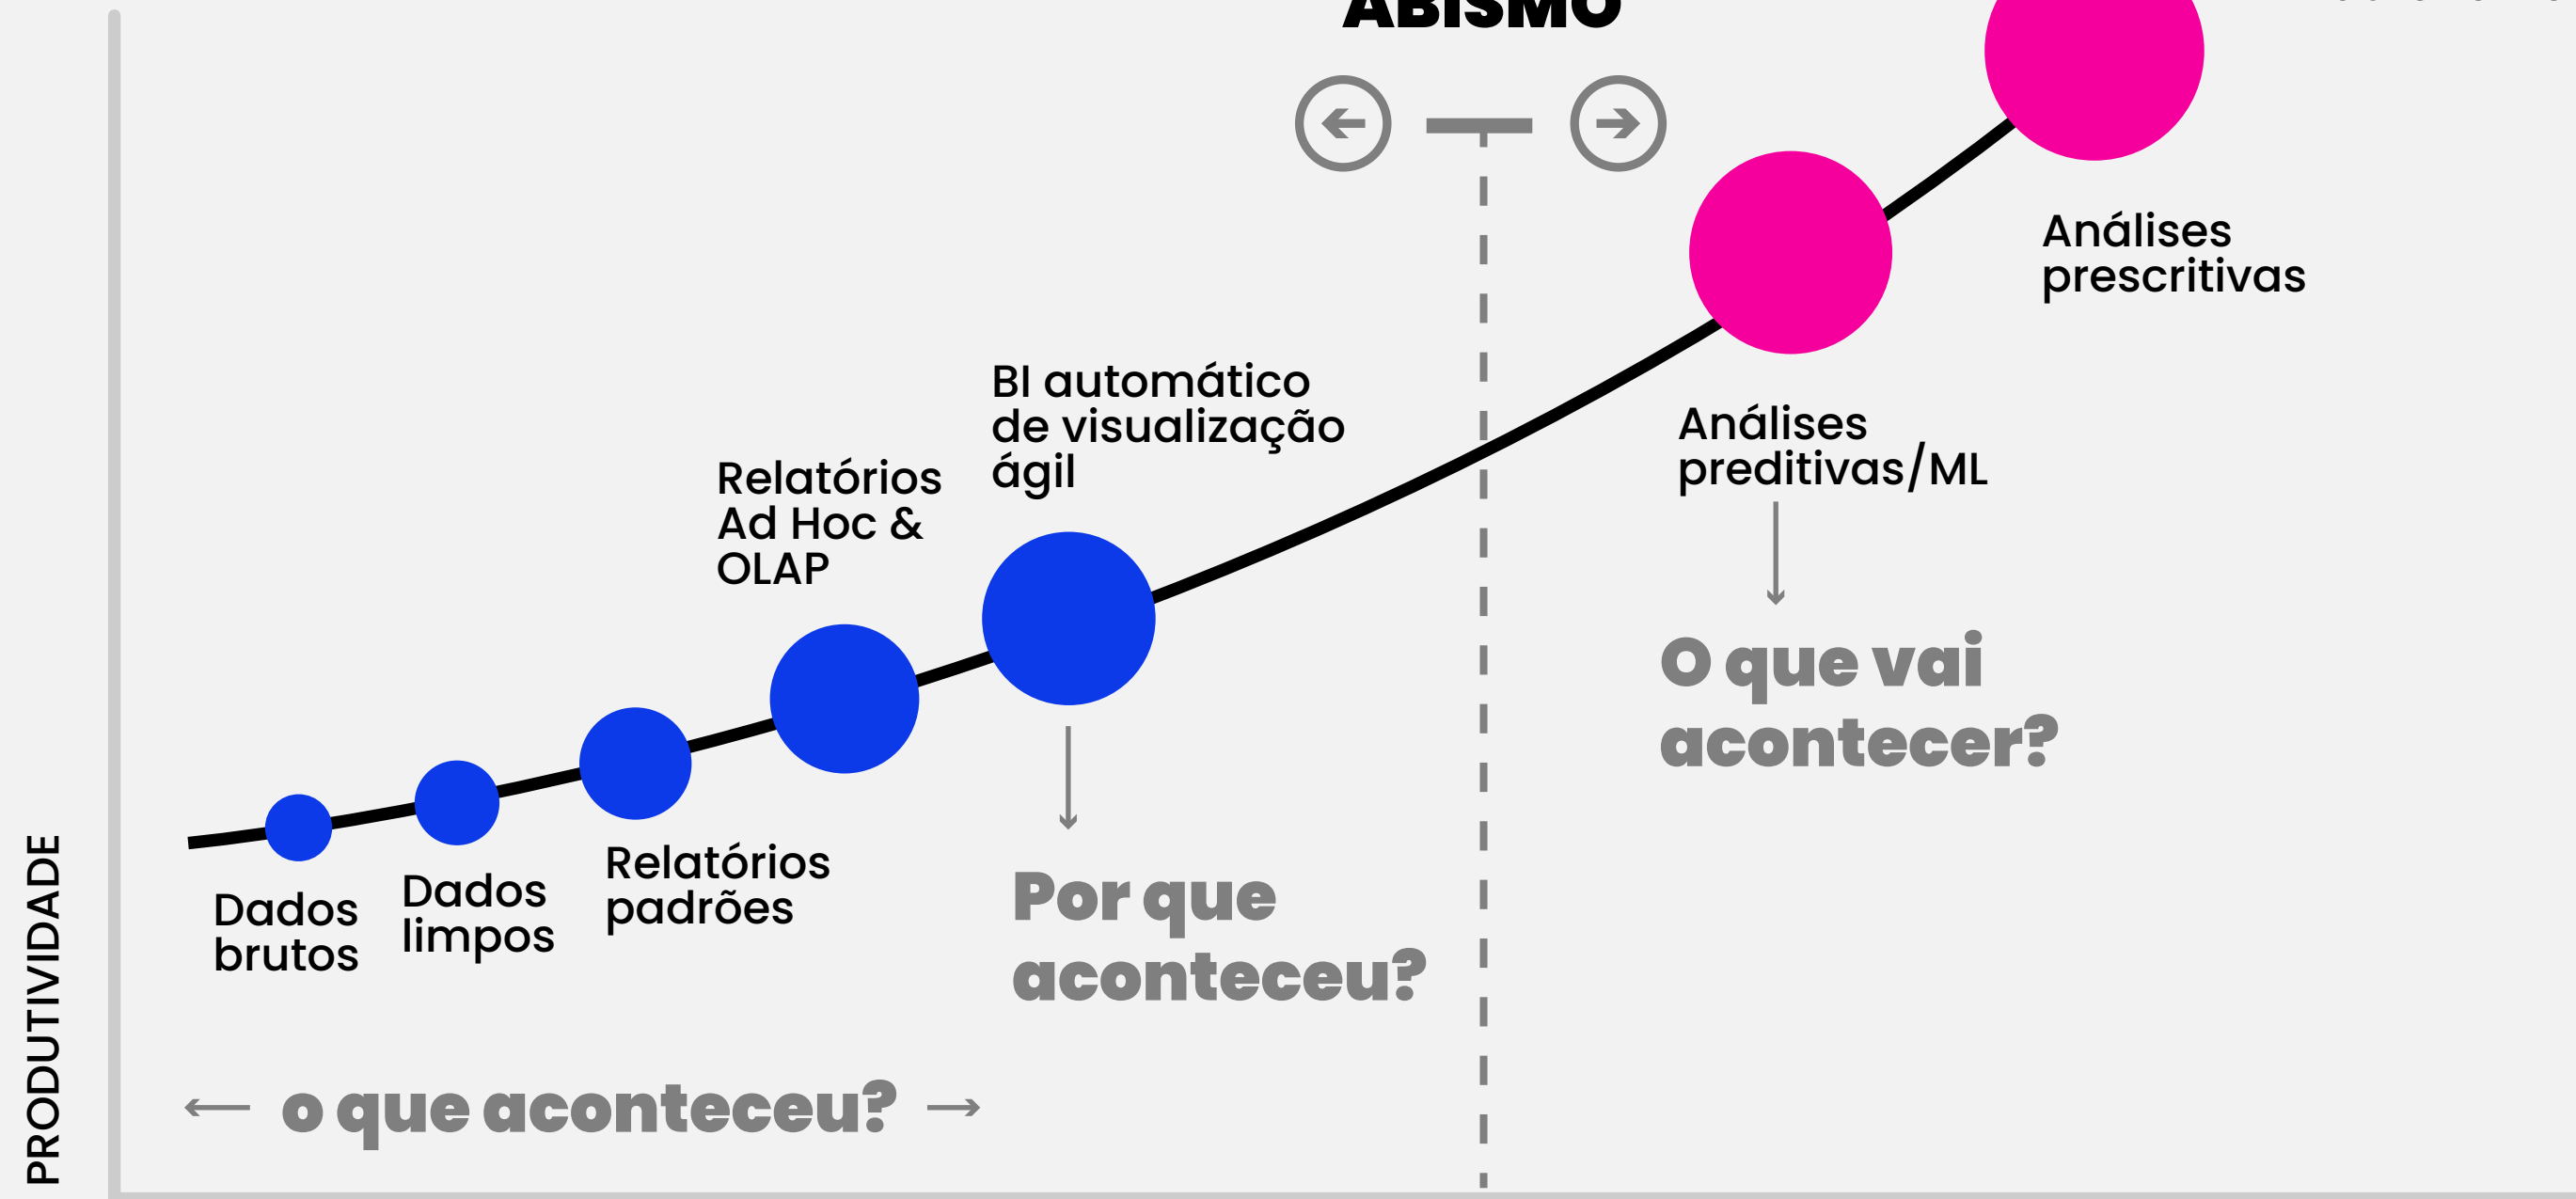 ABISMO
Análises
prescritivas
BI automático
de visualização
ágil
Análises
preditivas/ML
Relatórios
Ad Hoc &
OLAP
O que vai
acontecer?
Relatórios
padrões
Dados
limpos
Dados
brutos
Por que
aconteceu?
o que aconteceu?
PRODUTIVIDADE